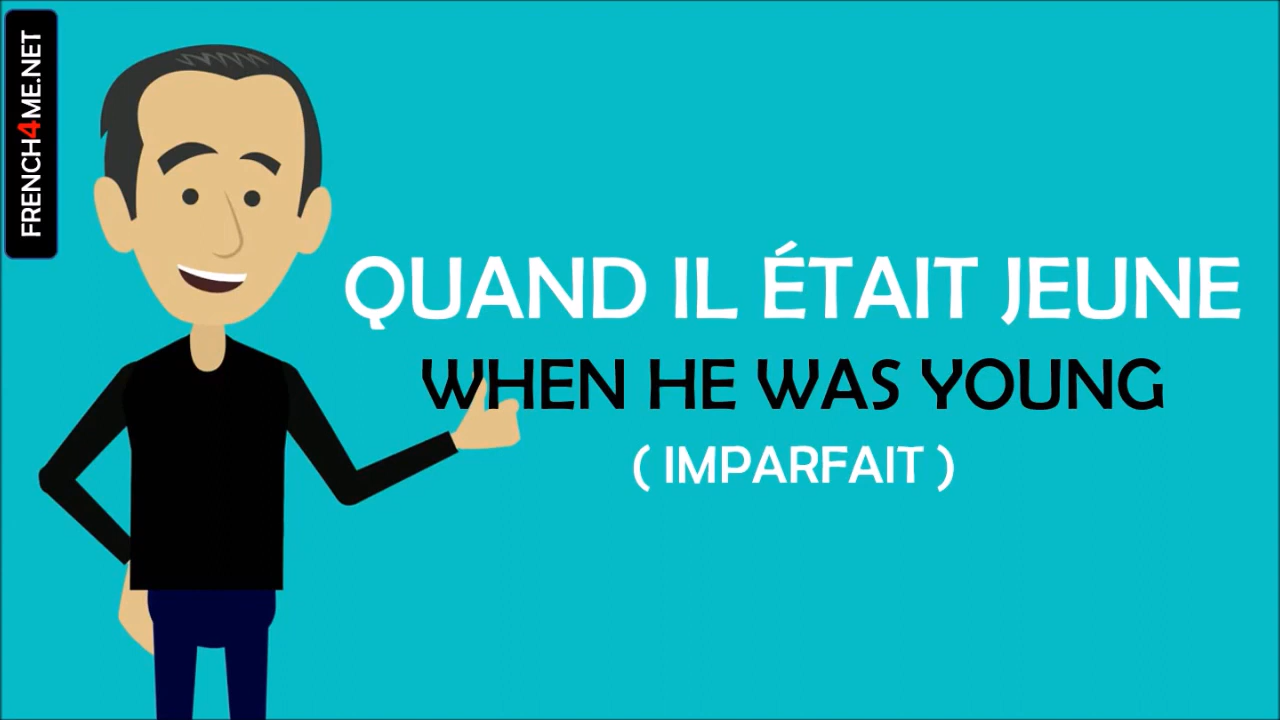 FRENCH4ME.NET
QUAND IL ÉTAIT JEUNE
WHEN HE WAS YOUNG
( IMPARFAIT )